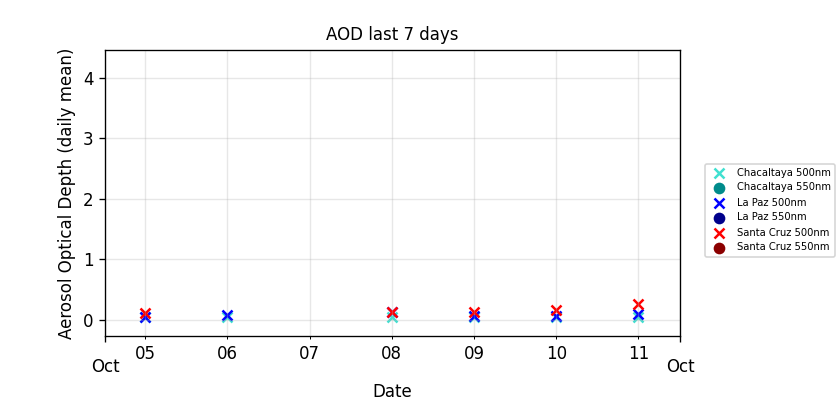 AOD last 7 days
Aerosol Optical Depth (daily mean)
4
3
2
1
0
05
06
07
08
09
10
11
Oct
Oct
Date
Chacaltaya 500nm
Chacaltaya 550nm
La Paz 500nm
La Paz 550nm
Santa Cruz 500nm
Santa Cruz 550nm